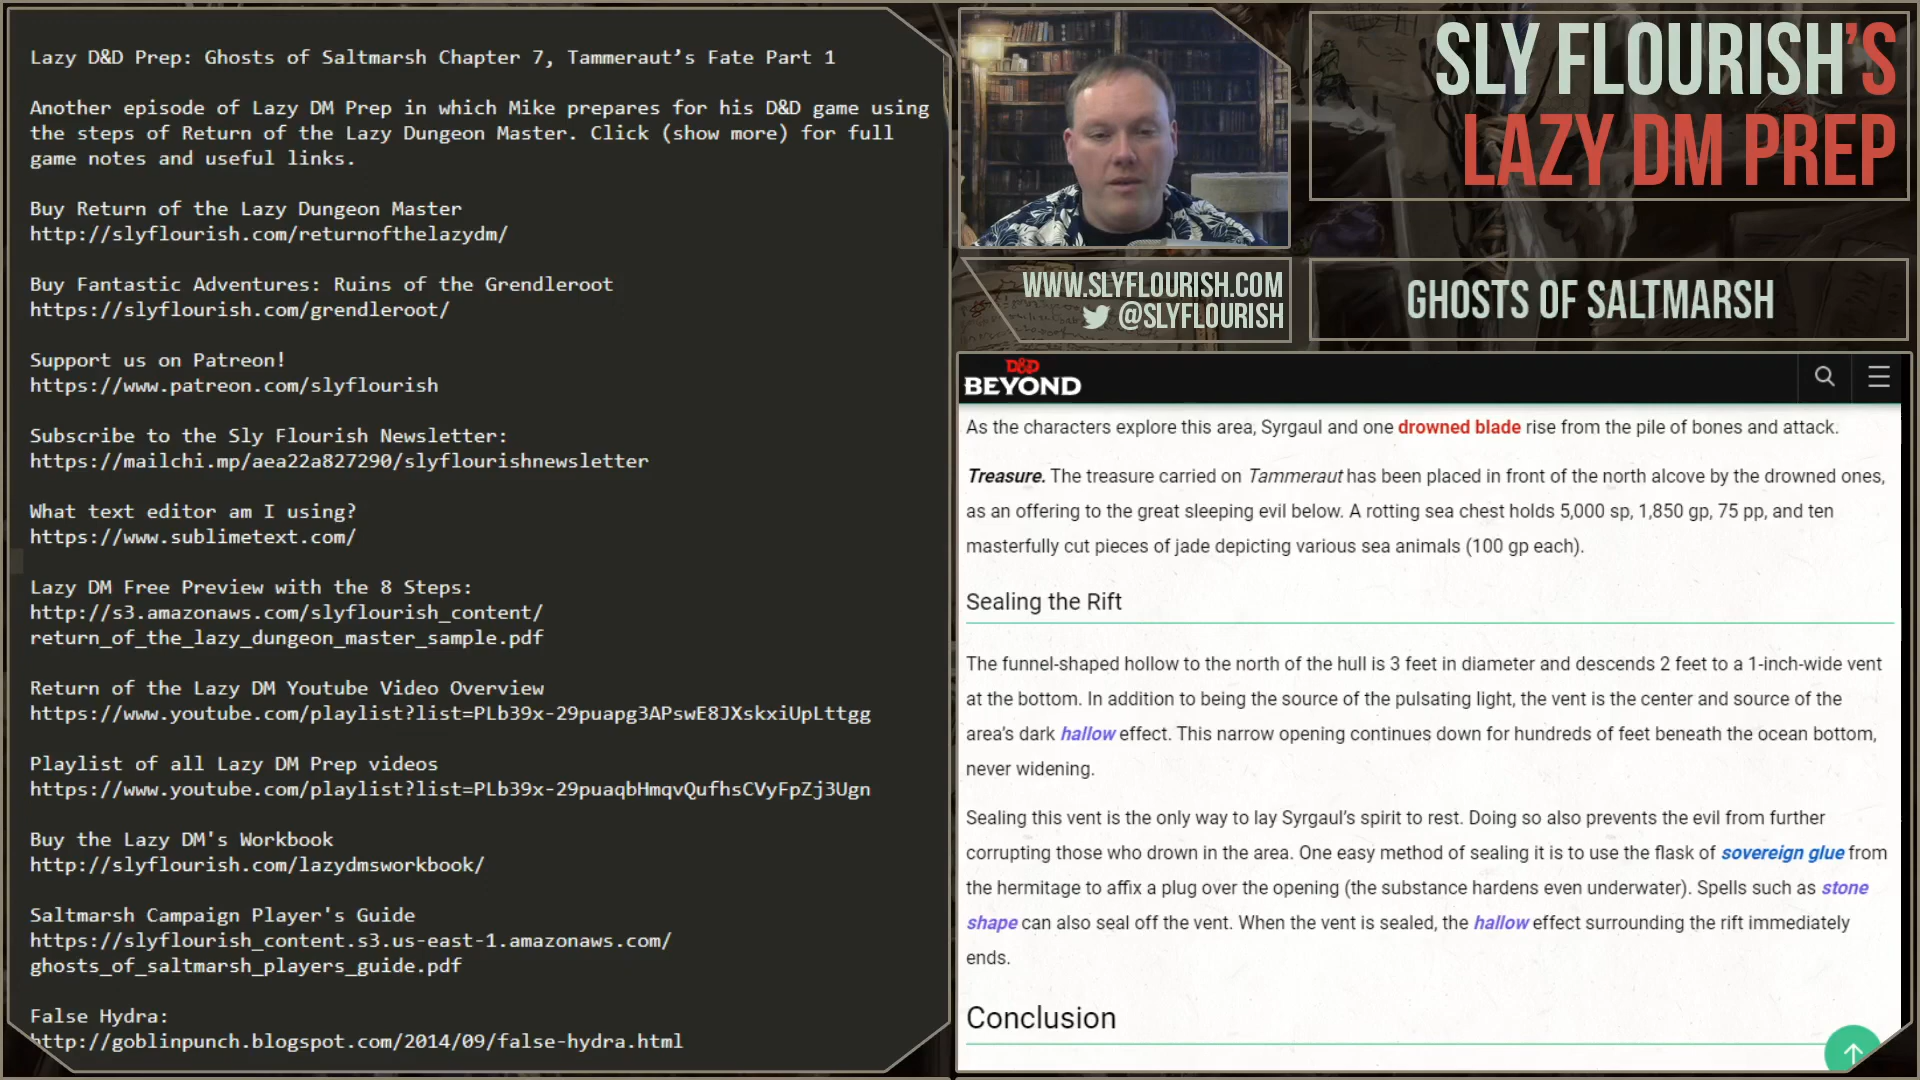 Lazy D&D Prep: Ghosts of Saltmarsh Chapter 7, Tammeraut’s Fate Part 1
Another episode of Lazy DM Prep in which Mike prepares for his D&D game using
the steps of Return of the Lazy Dungeon Master. Click (show more) for full
game notes and useful links.
Buy Return of the Lazy Dungeon Master
http://slyflourish.com/returnofthelazydm/
Buy Fantastic Adventures: Ruins of the Grendleroot
https://slyflourish.com/grendleroot/
Support us on Patreon!
https://www.patreon.com/slyflourish
Subscribe to the Sly Flourish Newsletter:
https://mailchi.mp/aea22a827290/slyflourishnewsletter
What text editor am I using?
https://www.sublimetext.com/
Lazy DM Free Preview with the 8 Steps:
http://s3.amazonaws.com/slyflourish_content/
return_of_the_lazy_dungeon_master_sample.pdf
Return of the Lazy DM Youtube Video Overview
https://www.youtube.com/playlist?list=PLb39x-29puapg3APswE8JXskxiUpLttgg
Playlist of all Lazy DM Prep videos
https://www.youtube.com/playlist?list=PLb39x-29puaqbHmqvQufhsCVyFpZj3Ugn
Buy the Lazy DM's Workbook
http://slyflourish.com/lazydmsworkbook/
Saltmarsh Campaign Player's Guide
https://slyflourish_content.s3.us-east-1.amazonaws.com/
ghosts_of_saltmarsh_players_guide.pdf
False Hydra:
http://goblinpunch.blogspot.com/2014/09/false-hydra.html
SLY FLOURISH'S
LAZY DM PREP
WWW.SLYFLOURISH.COM
@SLYFLOURISH
GHOSTS OF SALTMARSH
D&D
BEYOND
As the characters explore this area, Syrgaul and one drowned blade rise from the pile of bones and attack.
Treasure. The treasure carried on Tammeraut has been placed in front of the north alcove by the drowned ones,
as an offering to the great sleeping evil below. A rotting sea chest holds 5,000 sp, 1,850 gp, 75 pp, and ten
masterfully cut pieces of jade depicting various sea animals (100 gp each).
Sealing the Rift
The funnel-shaped hollow to the north of the hull is 3 feet in diameter and descends 2 feet to a 1-inch-wide vent
at the bottom. In addition to being the source of the pulsating light, the vent is the center and source of the
area's dark hallow effect. This narrow opening continues down for hundreds of feet beneath the ocean bottom,
never widening.
Sealing this vent is the only way to lay Syrgaul's spirit to rest. Doing so also prevents the evil from further
corrupting those who drown in the area. One easy method of sealing it is to use the flask of sovereign glue from
the hermitage to affix a plug over the opening (the substance hardens even underwater). Spells such as stone
shape can also seal off the vent. When the vent is sealed, the hallow effect surrounding the rift immediately
ends.
Conclusion